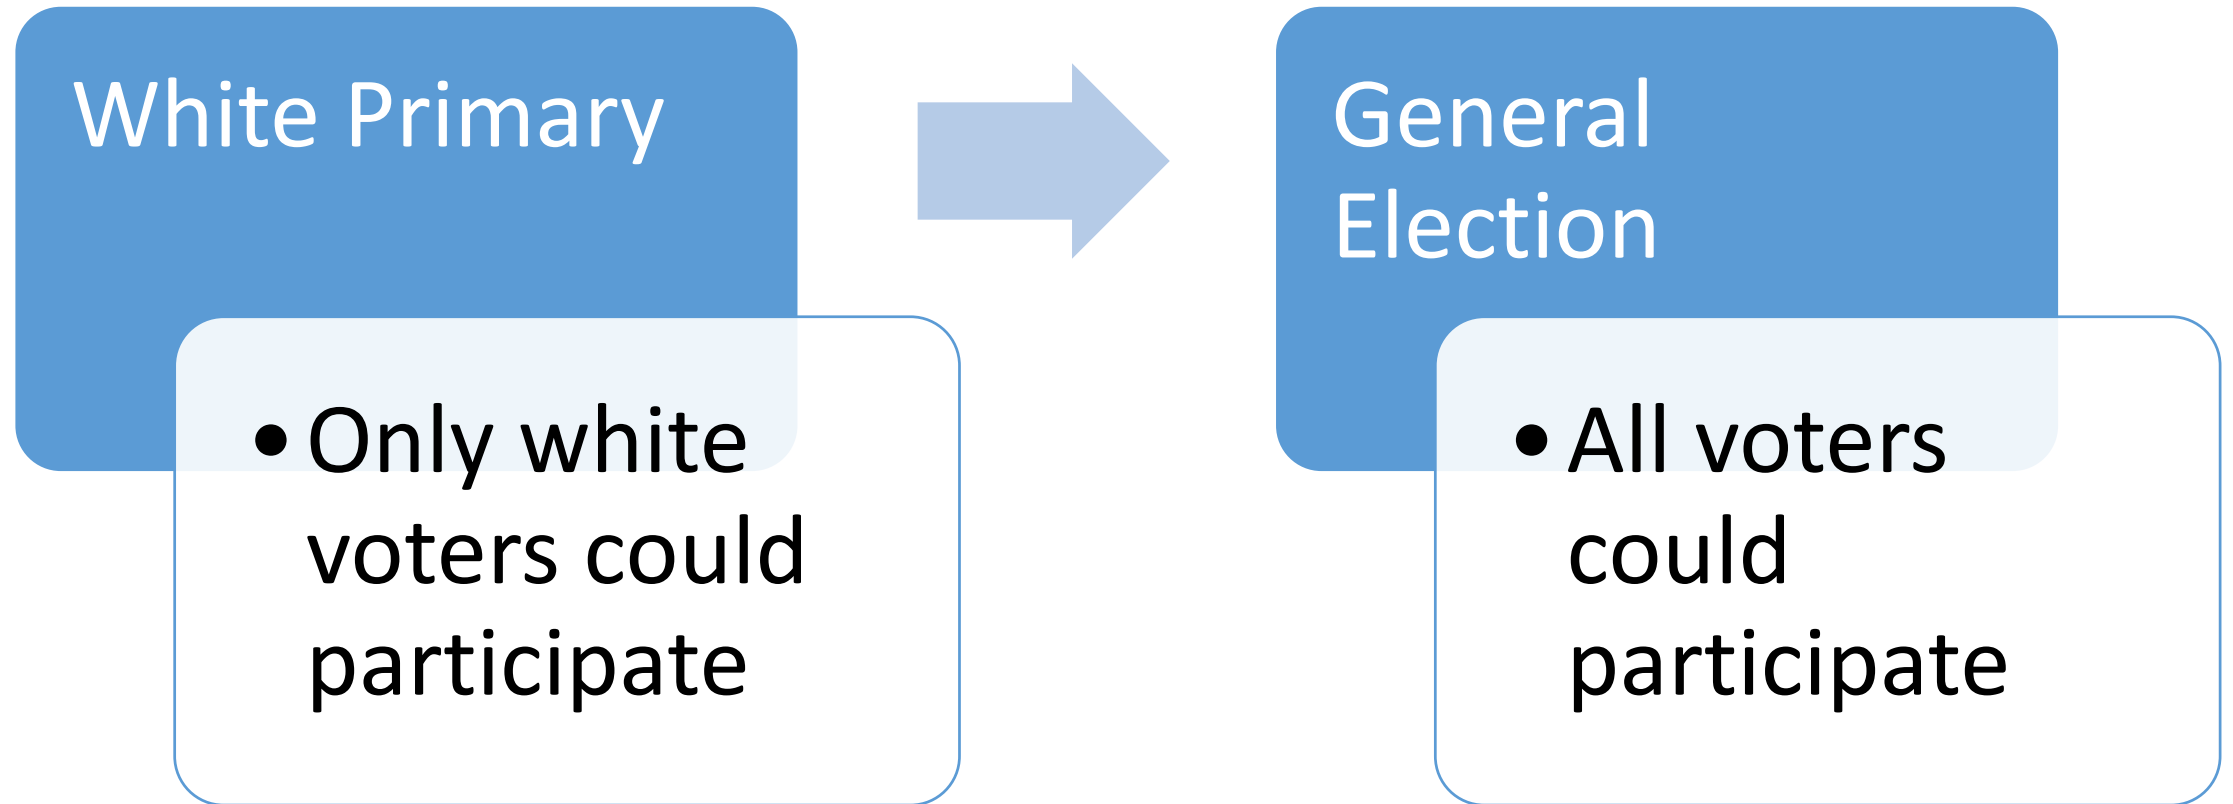 White Primary
• Only white
voters could
participate
General
Election
• All voters
could
participate